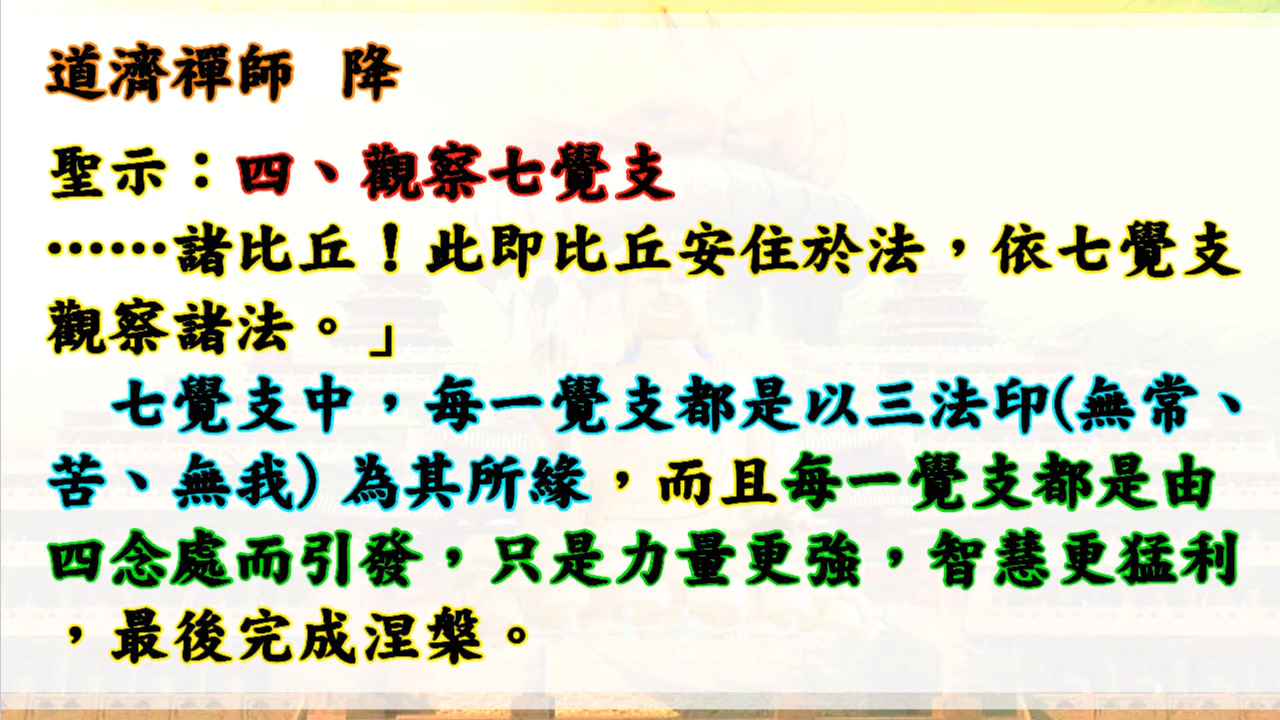 道濟禪師　降
聖示：四、觀察七覺支
……諸比丘！此即比丘安住於法，依七覺支
觀察諸法。」
　七覺支中，每一覺支都是以三法印(無常、
苦、無我) 為其所緣，而且每一覺支都是由
四念處而引發，只是力量更強，智慧更猛利
，最後完成涅槃。